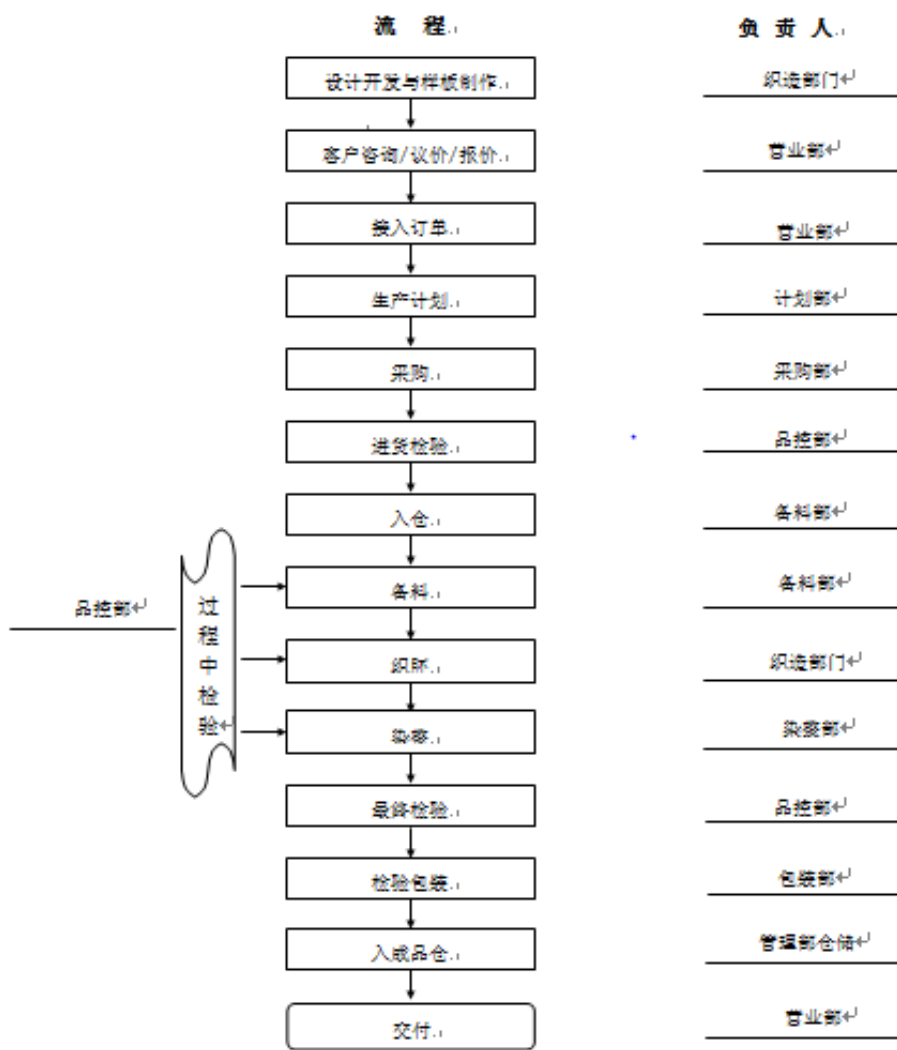 流 程
负 责 人
设计开发与样板制作
织造部门
客户咨询/议价/报价
营业部
接入订单
营业部
生产计划
计划部
采购
采购部
进货检验
品控部
入仓
备料部
备料
备料部
品控部
过程中检验
织胚
织造部门
染整
染整部
最终检验
品控部
检验包装
包装部
入成品仓
管理部仓储
交付
营业部